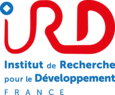 IRD
Institut de Recherche
pour le Développement
FRANCE